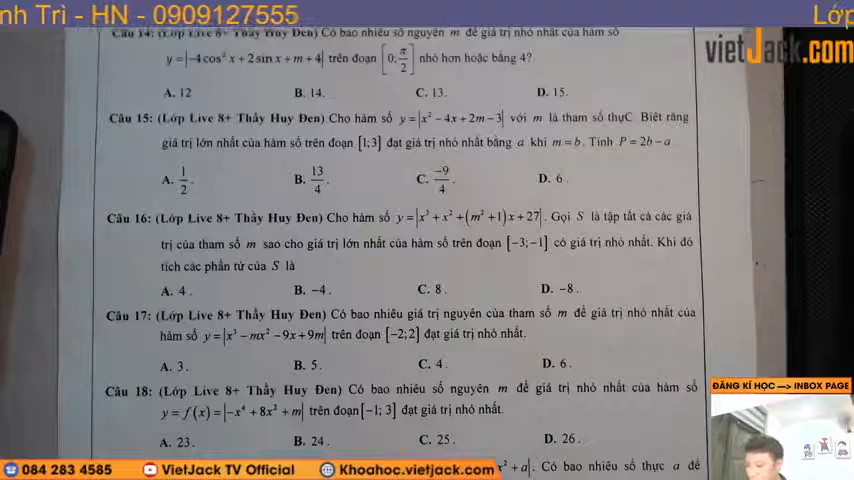 nh Trì - HN - 0909127555
Lớp
vietJack.com
Câu 14: (Lớp Live 8+ Thầy Huy Đen) Có bao nhiêu số nguyên m để giá trị nhỏ nhất của hàm số
y = |-4cos² x + 2 sin x + m + 4| trên đoạn [0; π/2] nhỏ hơn hoặc bằng 4?
A. 12 B. 14. C. 13. D. 15.
Câu 15: (Lớp Live 8+ Thầy Huy Đen) Cho hàm số y = |x² - 4x + 2m - 3| với m là tham số thựC. Biết rằng
giá trị lớn nhất của hàm số trên đoạn [1;3] đạt giá trị nhỏ nhất bằng a khi m = b. Tính P = 2b - a
A. 1/2. B. 13/4. C. -9/4. D. 6.
Câu 16: (Lớp Live 8+ Thầy Huy Đen) Cho hàm số y = |x³ + x² + (m² + 1)x + 27|. Gọi S là tập tất cả các giá
trị của tham số m sao cho giá trị lớn nhất của hàm số trên đoạn [-3;-1] có giá trị nhỏ nhất. Khi đó
tích các phần tử của S là
A. 4. B. -4. C. 8. D. -8.
Câu 17: (Lớp Live 8+ Thầy Huy Đen) Có bao nhiêu giá trị nguyên của tham số m để giá trị nhỏ nhất của
hàm số y = |x³ - mx² - 9x + 9m| trên đoạn [-2;2] đạt giá trị nhỏ nhất.
A. 3. B. 5. C. 4. D. 6.
Câu 18: (Lớp Live 8+ Thầy Huy Đen) Có bao nhiêu số nguyên m để giá trị nhỏ nhất của hàm số
y = f(x) = |-x⁴ + 8x² + m| trên đoạn [-1; 3] đạt giá trị nhỏ nhất.
A. 23. B. 24. C. 25. D. 26.
ĐĂNG KÍ HỌC —> INBOX PAGE
x² + a|. Có bao nhiêu số thực a để
084 283 4585 VietJack TV Official Khoahoc.vietjack.com